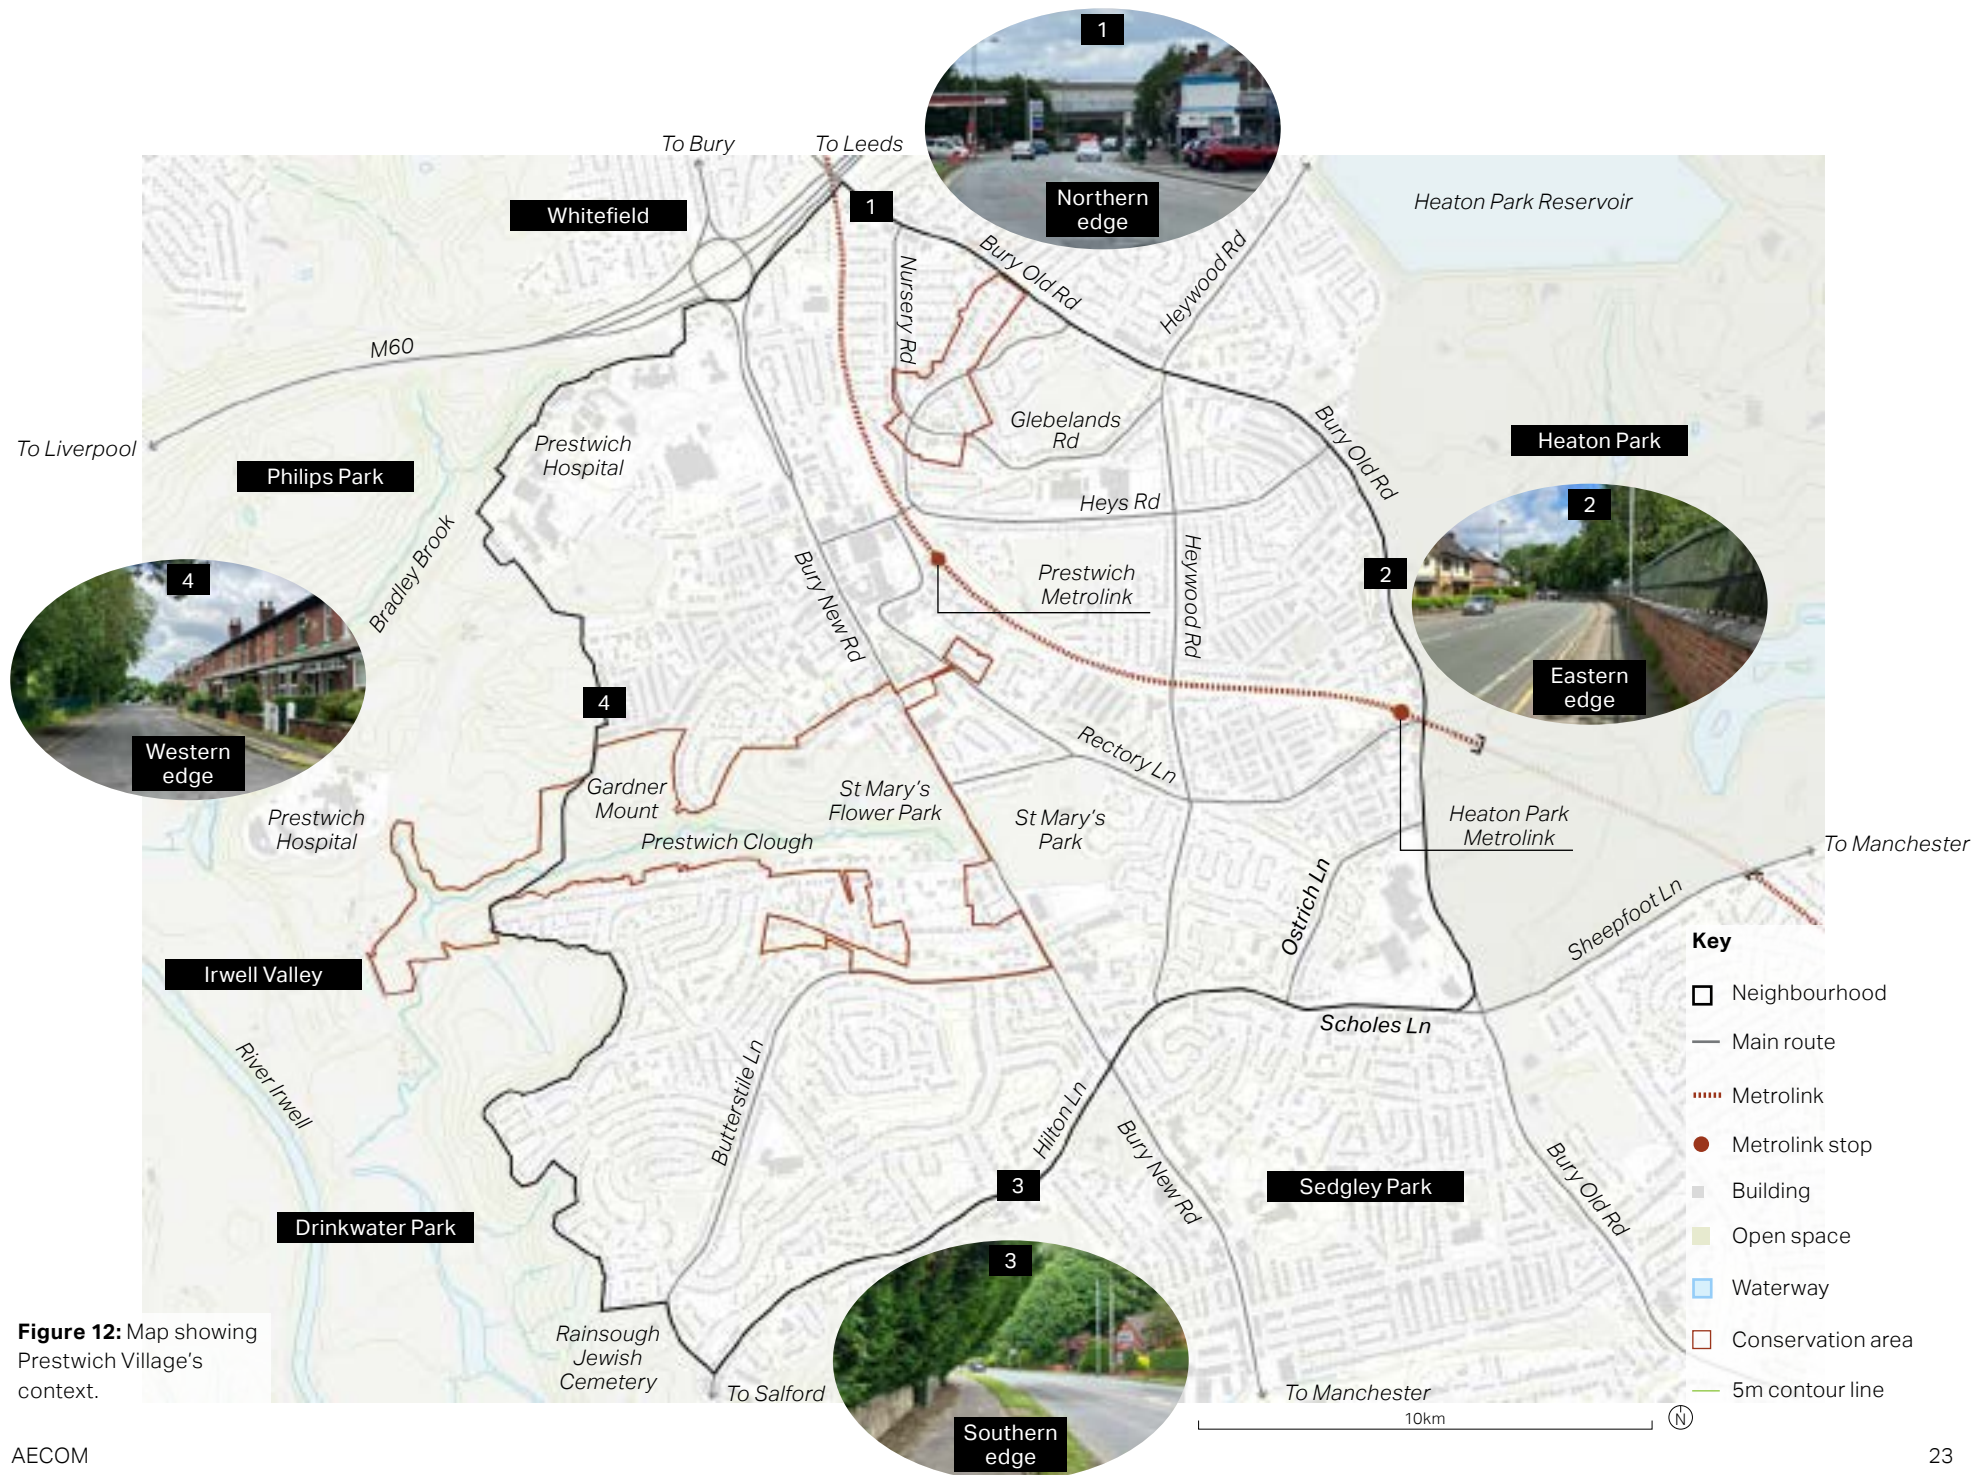 1
Northern
edge
To Bury
To Leeds
Whitefield
1
Heaton Park Reservoir
Bury Old Rd
Heywood Rd
Nursery Rd
M60
To Liverpool
Philips Park
Prestwich
Hospital
Glebelands
Rd
Bury Old Rd
Heaton Park
Heys Rd
2
Bradley Brook
Bury New Rd
Prestwich
Metrolink
Heywood Rd
2
Eastern
edge
4
Western
edge
4
Gardner
Mount
St Mary's
Flower Park
Rectory Ln
St Mary's
Park
Prestwich
Hospital
Prestwich Clough
Heaton Park
Metrolink
To Manchester
Ostrich Ln
Sheepfoot Ln
Irwell Valley
Scholes Ln
River Irwell
Butterstile Ln
Hilton Ln
Bury New Rd
Bury Old Rd
3
Sedgley Park
Drinkwater Park
3
Southern
edge
Rainsough
Jewish
Cemetery
To Salford
To Manchester
10km
N
Key
Neighbourhood
Main route
Metrolink
Metrolink stop
Building
Open space
Waterway
Conservation area
5m contour line
Figure 12: Map showing
Prestwich Village's
context.
AECOM
23